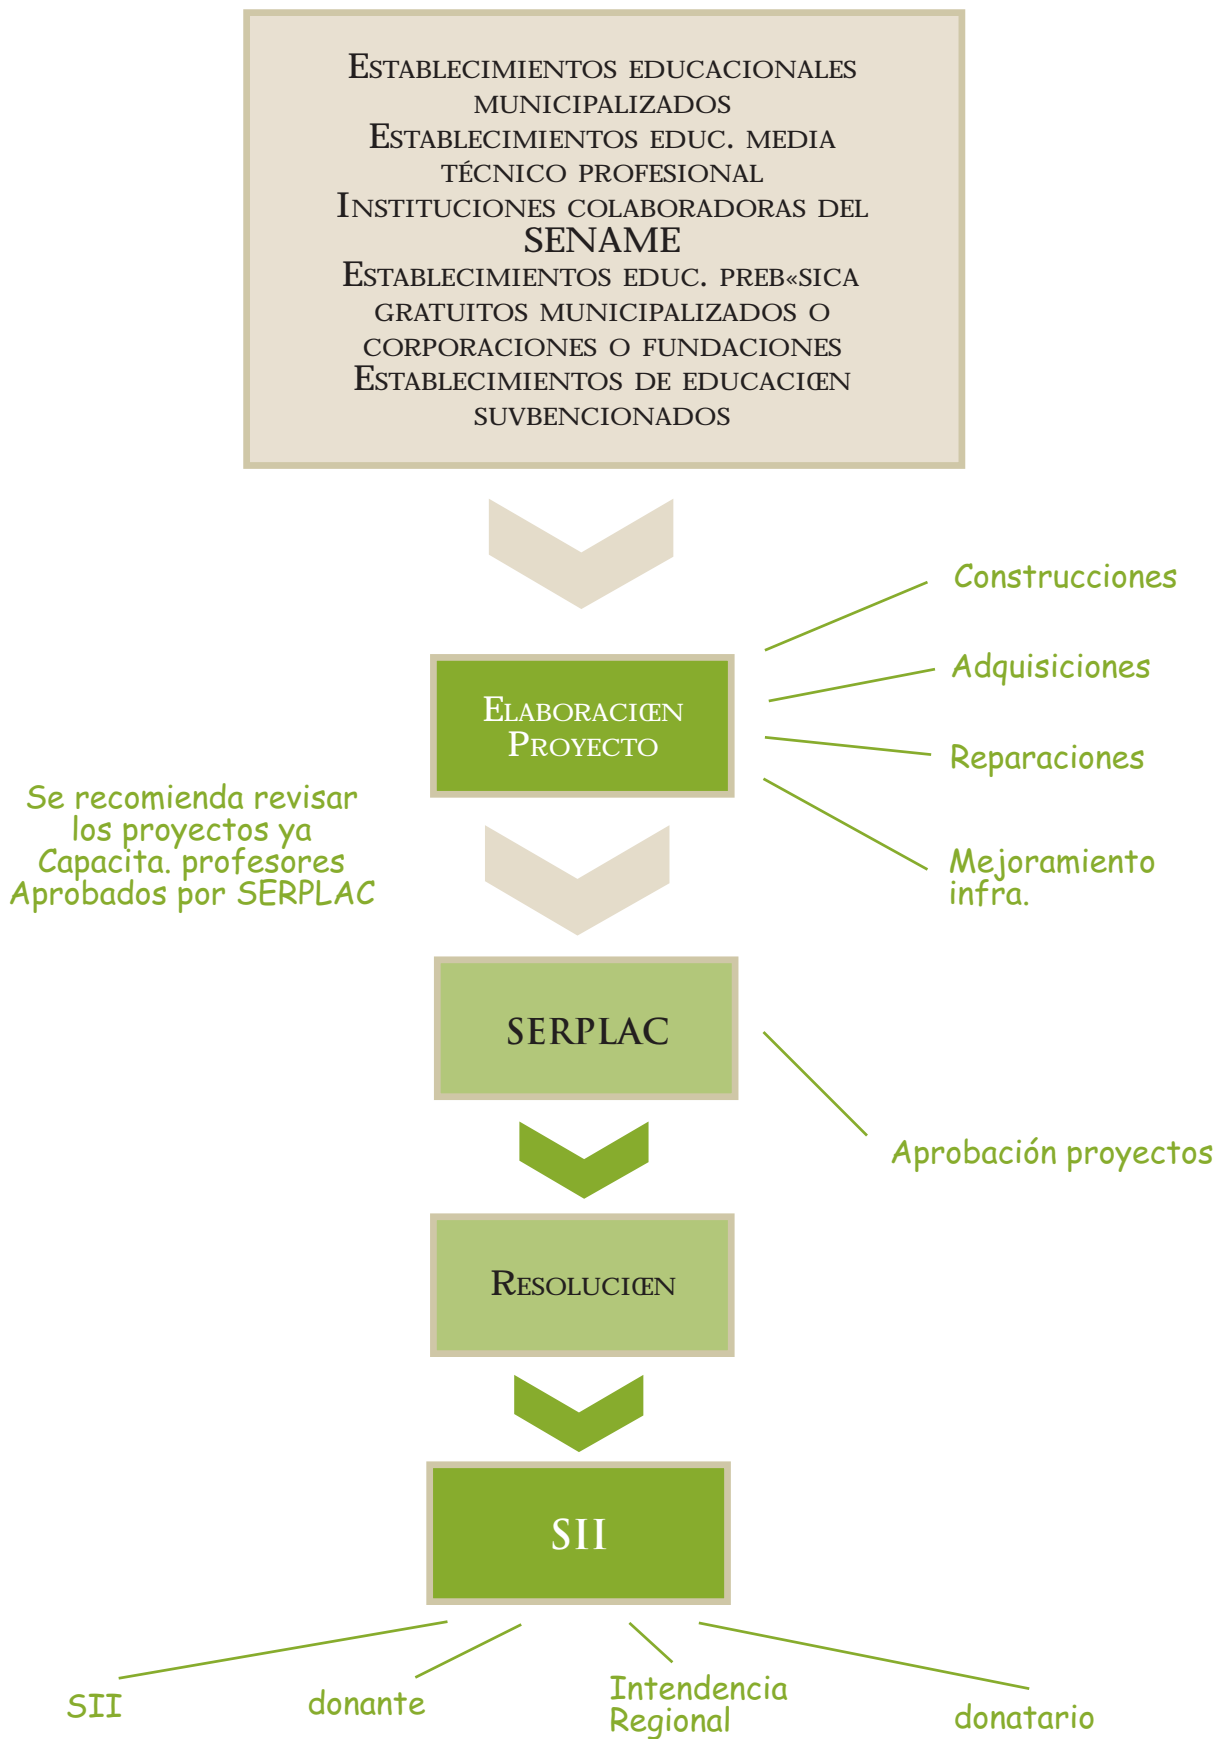 Establecimientos educacionales
municipalizados
Establecimientos educ. media
técnico profesional
Instituciones colaboradoras del
SENAME
Establecimientos educ. preb«sica
gratuitos municipalizados o
corporaciones o fundaciones
Establecimientos de educaciœn
suvbencionados
Construcciones
Elaboraciœn
Proyecto
Adquisiciones
Reparaciones
Mejoramiento
infra.
Se recomienda revisar
los proyectos ya
Capacita. profesores
Aprobados por SERPLAC
SERPLAC
Aprobación proyectos
Resoluciœn
SII
SII
donante
Intendencia
Regional
donatario